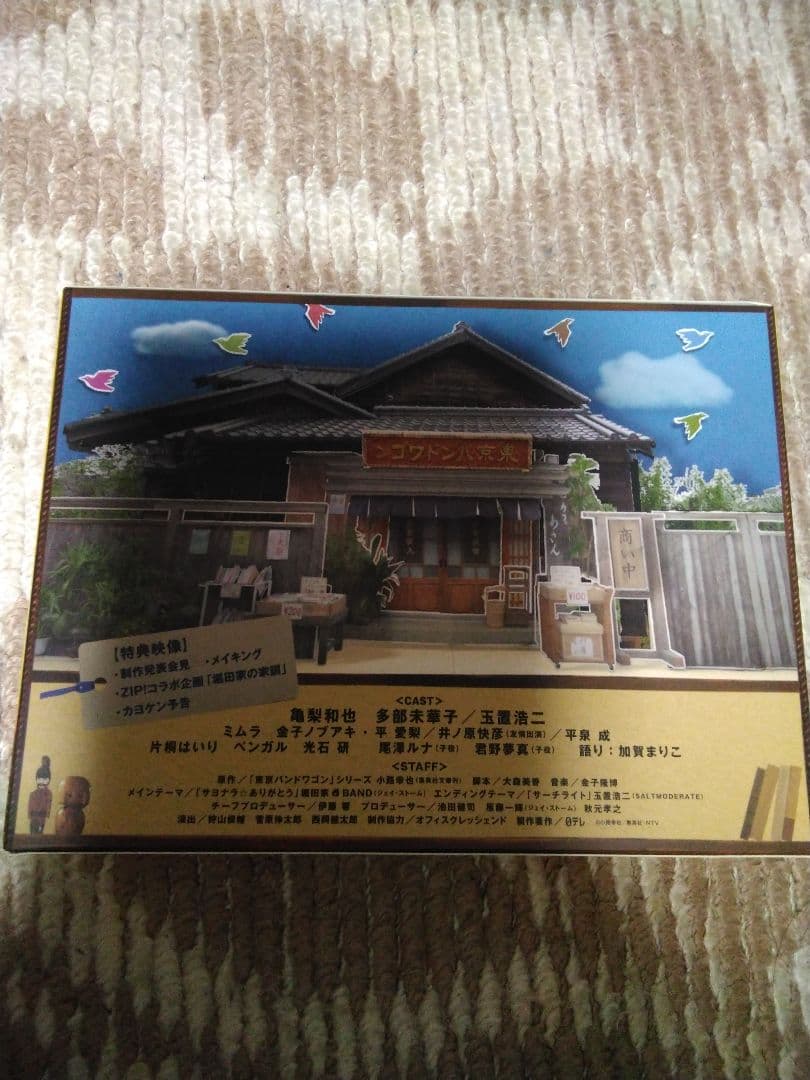 東京バンドワゴン
あさん
商い中
¥200
¥100
【特典映像】
・制作発表会見 ・メイキング
・ZIP!コラボ企画「堀田家の家訓」
・カヨケン予告
<CAST>
亀梨和也 多部未華子／玉置浩二
ミムラ 金子ノブアキ・平 愛梨／井ノ原快彦(友情出演)／平泉 成
片桐はいり ベンガル 光石 研 尾澤ルナ(子役) 君野夢真(子役) 語り：加賀まりこ
<STAFF>
原作／「東京バンドワゴン」シリーズ 小路幸也(集英社文庫刊) 脚本／大森美香 音楽／金子隆博
メインテーマ／「サヨナラ☆ありがとう」堀田家 BAND(ジェイ・ストーム) エンディングテーマ／「サーチライト」玉置浩二(SALTMODERATE)
チーフプロデューサー／伊藤 響 プロデューサー／池田健司 原藤一輝(ジェイ・ストーム) 秋元孝之
演出／狩山俊輔 菅原伸太郎 西岡健太郎 制作協力／オフィスクレッシェンド 製作著作／日テレ ©小路幸也／集英社・NTV